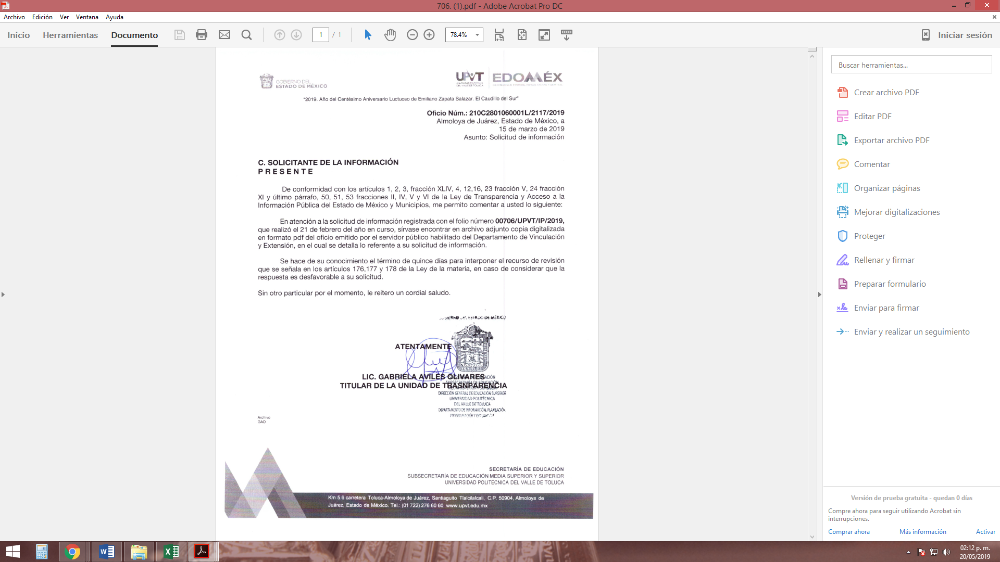 706. (1).pdf - Adobe Acrobat Pro DC
Archivo Edición Ver Ventana Ayuda
Inicio Herramientas Documento 1 / 1 78.4% Iniciar sesión
GOBIERNO DEL
ESTADO DE MÉXICO
UPVT EDOMÉX
"2019. Año del Centésimo Aniversario Luctuoso de Emiliano Zapata Salazar. El Caudillo del Sur"
Oficio Núm.: 210C2801060001L/2117/2019
Almoloya de Juárez, Estado de México, a
15 de marzo de 2019
Asunto: Solicitud de información
C. SOLICITANTE DE LA INFORMACIÓN
P R E S E N T E
De conformidad con los artículos 1, 2, 3, fracción XLIV, 4, 12,16, 23 fracción V, 24 fracción
XI y último párrafo, 50, 51, 53 fracciones II, IV, V y VI de la Ley de Transparencia y Acceso a la
Información Pública del Estado de México y Municipios, me permito comentar a usted lo siguiente:
En atención a la solicitud de información registrada con el folio número 00706/UPVT/IP/2019,
que realizó el 21 de febrero del año en curso, sírvase encontrar en archivo adjunto copia digitalizada
en formato pdf del oficio emitido por el servidor público habilitado del Departamento de Vinculación
y Extensión, en el cual se detalla lo referente a su solicitud de información.
Se hace de su conocimiento el término de quince días para interponer el recurso de revisión
que se señala en los artículos 176,177 y 178 de la Ley de la materia, en caso de considerar que la
respuesta es desfavorable a su solicitud.
Sin otro particular por el momento, le reitero un cordial saludo.
GOBIERNO DEL ESTADO DE MÉXICO
ATENTAMENTE
LIC. GABRIELA AVILÉS OLIVARES
TITULAR DE LA UNIDAD DE TRASNPARENCIA
DIRECCIÓN GENERAL DE EDUCACIÓN SUPERIOR
UNIVERSIDAD POLITÉCNICA
DEL VALLE DE TOLUCA
DEPARTAMENTO DE INFORMACIÓN, PLANEACIÓN,
PROGRAMACIÓN Y EVALUACIÓN
Archivo
GAO
SECRETARÍA DE EDUCACIÓN
SUBSECRETARÍA DE EDUCACIÓN MEDIA SUPERIOR Y SUPERIOR
UNIVERSIDAD POLITÉCNICA DEL VALLE DE TOLUCA
Km 5.6 carretera Toluca-Almoloya de Juárez, Santiaguito Tlalcilalcali, C.P. 50904, Almoloya de
Juárez, Estado de México. Tel.: (01 722) 276 60 60. www.upvt.edu.mx
Buscar herramientas...
Crear archivo PDF
Editar PDF
Exportar archivo PDF
Comentar
Organizar páginas
Mejorar digitalizaciones
Proteger
Rellenar y firmar
Preparar formulario
Enviar para firmar
Enviar y realizar un seguimiento
Versión de prueba gratuita - quedan 0 días
Compre ahora para seguir utilizando Acrobat sin
interrupciones.
Comprar ahora Más información Activar
02:12 p. m.
20/05/2019